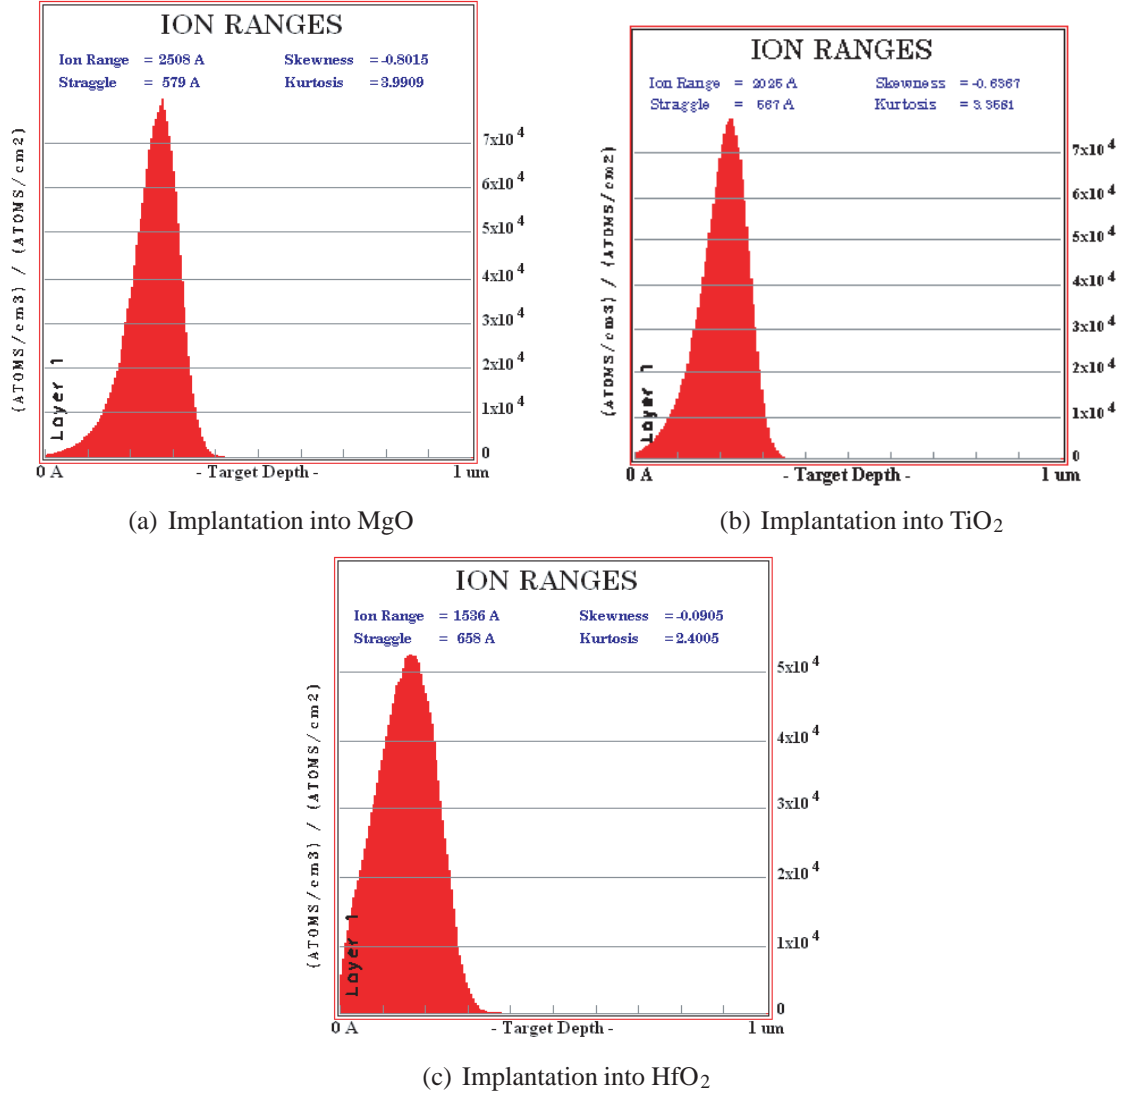 ION RANGES
Ion Range = 2508 A Skewness = -0.8015
Straggle = 579 A Kurtosis = 3.9909
(ATOMS/cm3) / (ATOMS/cm2)
7x10 4
6x10 4
5x10 4
4x10 4
3x10 4
2x10 4
1x10 4
0
Layer 1
0 A - Target Depth - 1 um
(a) Implantation into MgO
ION RANGES
Ion Range = 2025 A Skewness = -0.6367
Straggle = 567 A Kurtosis = 3.3561
(ATOMS/cm3) / (ATOMS/cm2)
7x10 4
6x10 4
5x10 4
4x10 4
3x10 4
2x10 4
1x10 4
0
Layer 1
0 A - Target Depth - 1 um
(b) Implantation into TiO2
ION RANGES
Ion Range = 1536 A Skewness = -0.0905
Straggle = 658 A Kurtosis = 2.4005
(ATOMS/cm3) / (ATOMS/cm2)
5x10 4
4x10 4
3x10 4
2x10 4
1x10 4
0
Layer 1
0 A - Target Depth - 1 um
(c) Implantation into HfO2